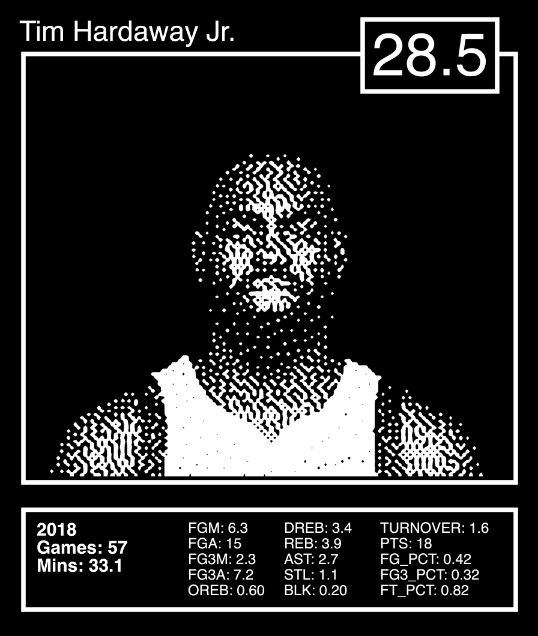 Tim Hardaway Jr.
28.5
2018
Games: 57
Mins: 33.1
FGM: 6.3
FGA: 15
FG3M: 2.3
FG3A: 7.2
OREB: 0.60
DREB: 3.4
REB: 3.9
AST: 2.7
STL: 1.1
BLK: 0.20
TURNOVER: 1.6
PTS: 18
FG_PCT: 0.42
FG3_PCT: 0.32
FT_PCT: 0.82